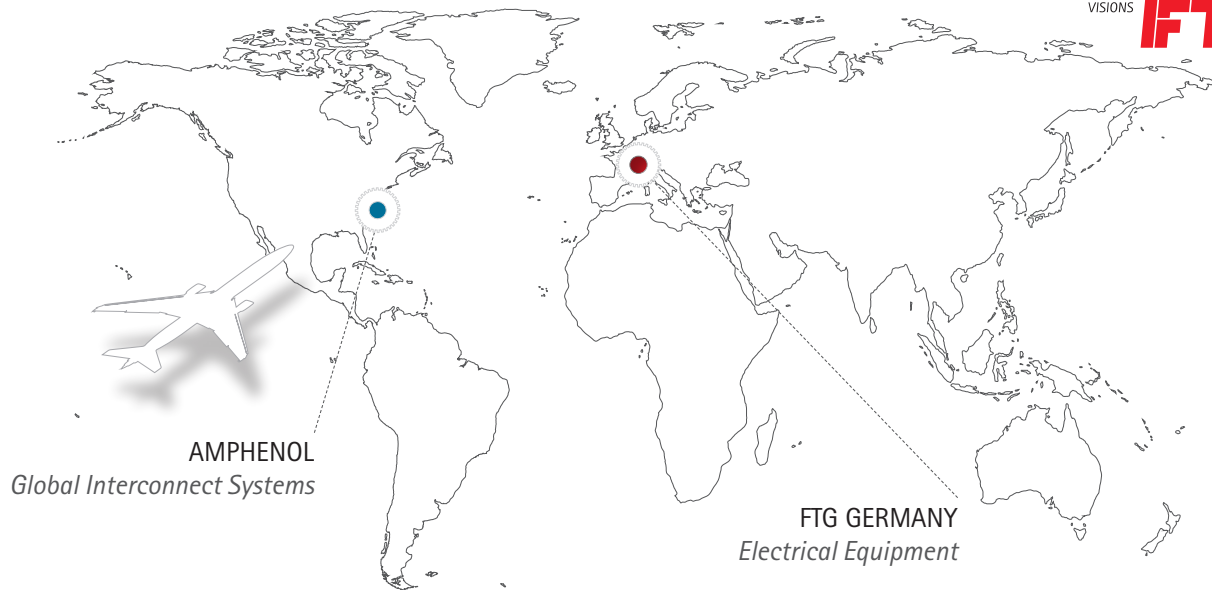 VISIONS
AMPHENOL
Global Interconnect Systems
FTG GERMANY
Electrical Equipment